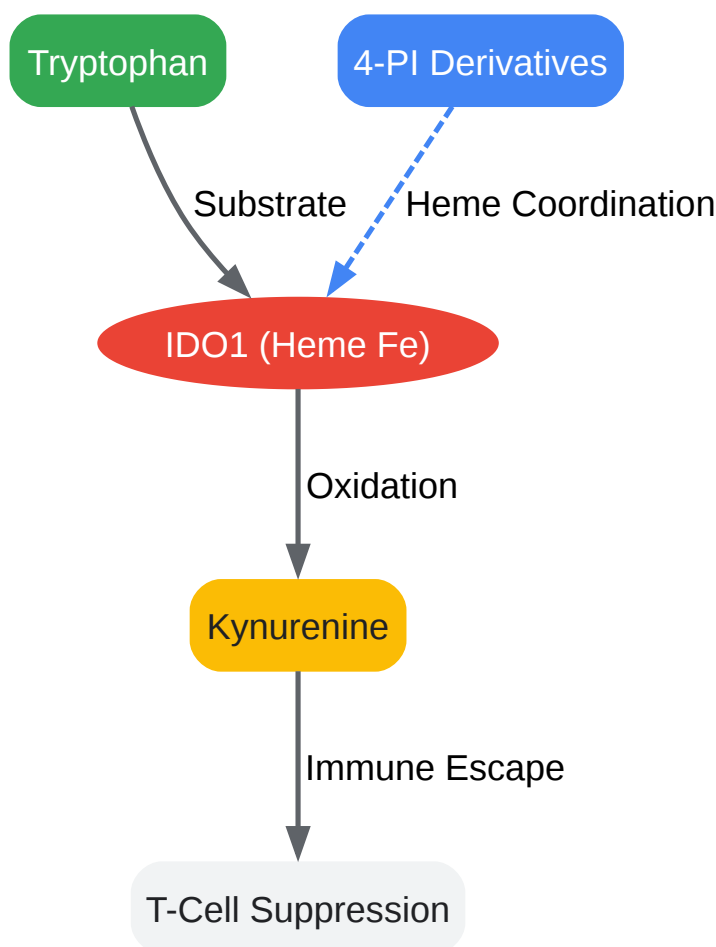 Tryptophan
4-PI Derivatives
Substrate
Heme Coordination
IDO1 (Heme Fe)
Oxidation
Kynurenine
Immune Escape
T-Cell Suppression